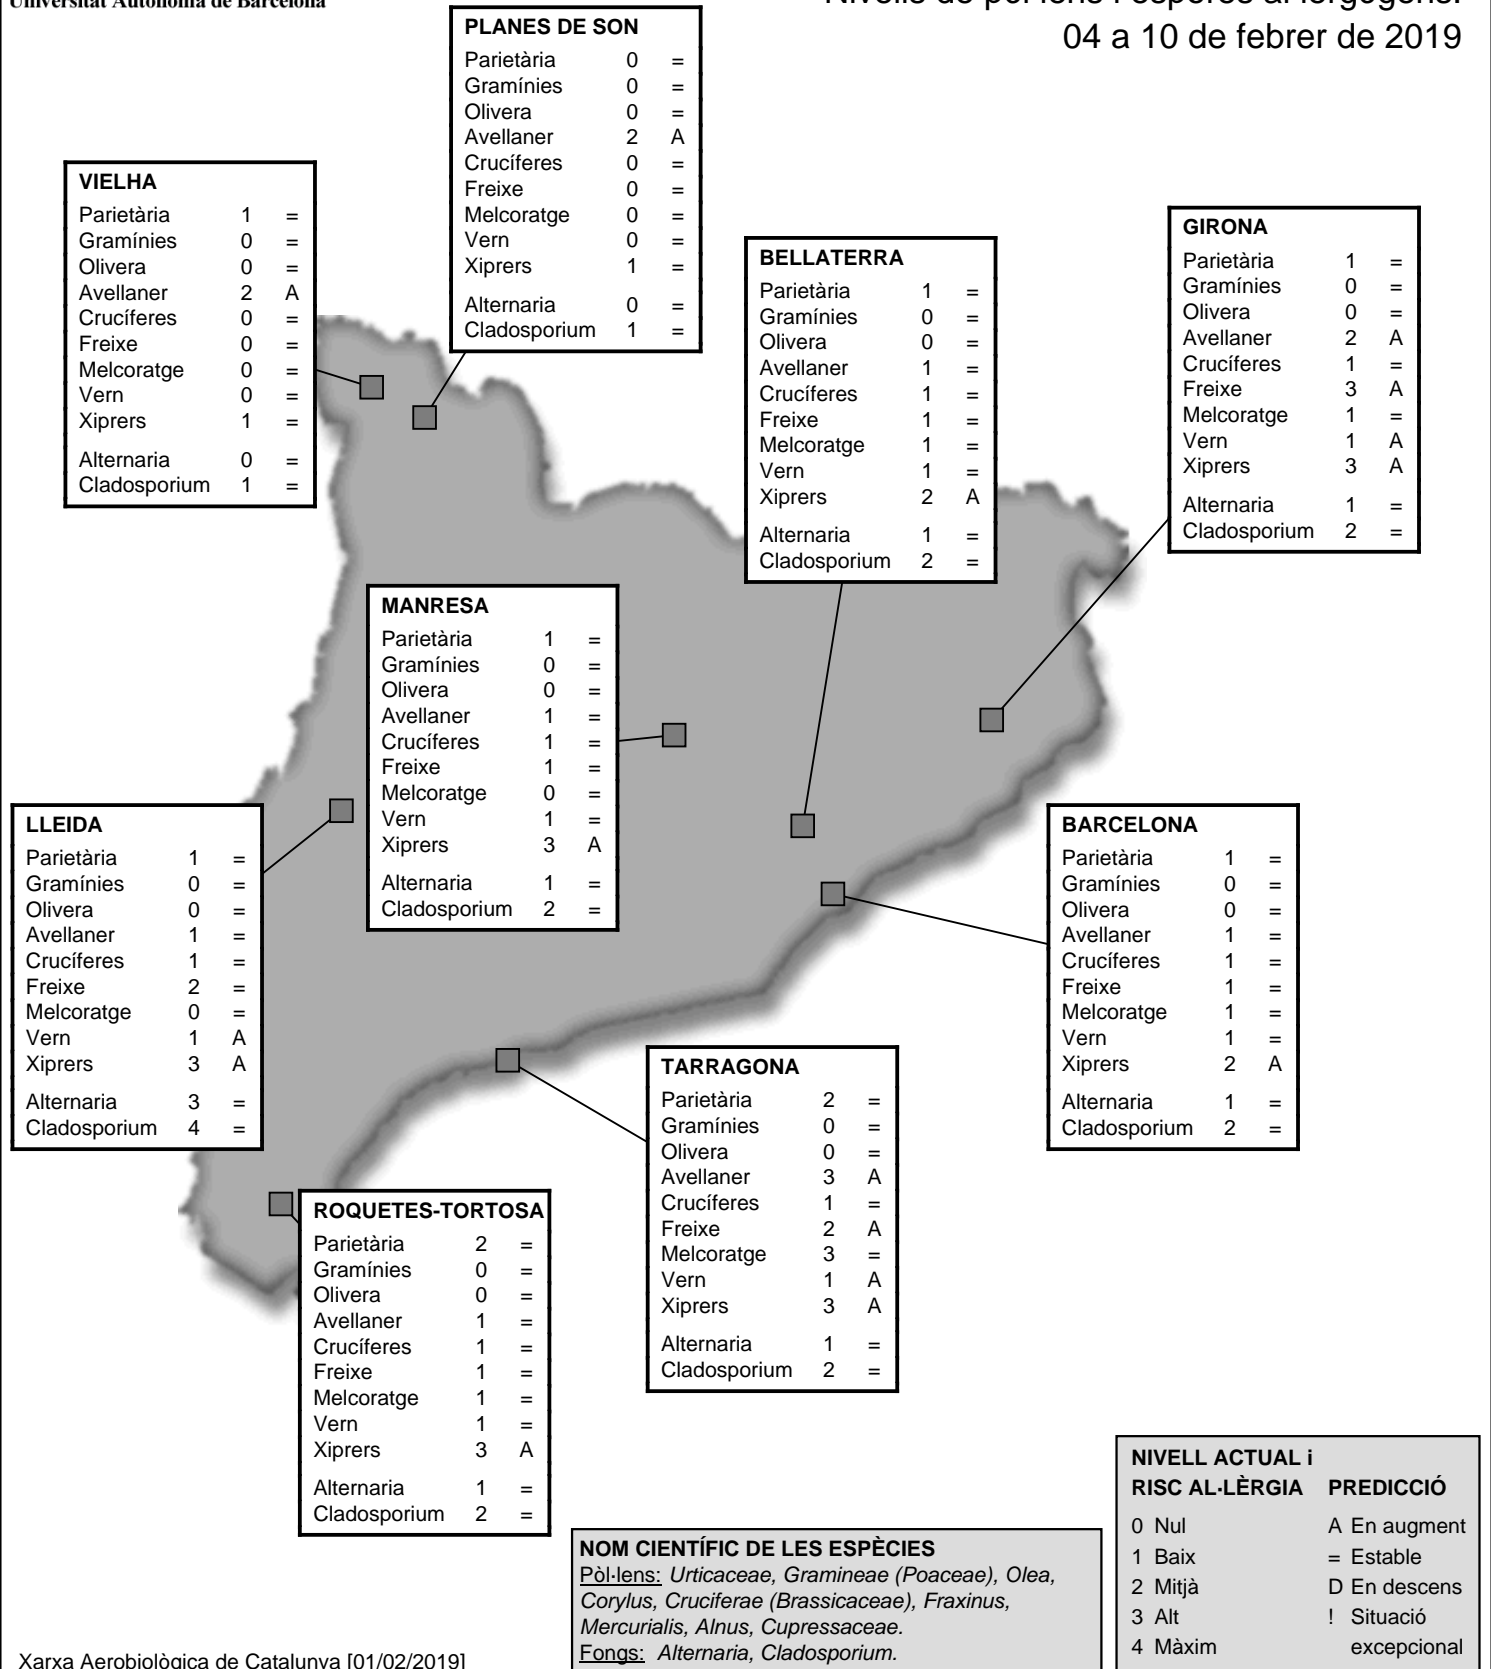 Universitat Autònoma de Barcelona
Nivells de pol·lens i espores al·lergògens.
04 a 10 de febrer de 2019
PLANES DE SON
Parietària 0 =
Gramínies 0 =
Olivera 0 =
Avellaner 2 A
Crucíferes 0 =
Freixe 0 =
Melcoratge 0 =
Vern 0 =
Xiprers 1 =
Alternaria 0 =
Cladosporium 1 =
VIELHA
Parietària 1 =
Gramínies 0 =
Olivera 0 =
Avellaner 2 A
Crucíferes 0 =
Freixe 0 =
Melcoratge 0 =
Vern 0 =
Xiprers 1 =
Alternaria 0 =
Cladosporium 1 =
BELLATERRA
Parietària 1 =
Gramínies 0 =
Olivera 0 =
Avellaner 1 =
Crucíferes 1 =
Freixe 1 =
Melcoratge 1 =
Vern 1 =
Xiprers 2 A
Alternaria 1 =
Cladosporium 2 =
GIRONA
Parietària 1 =
Gramínies 0 =
Olivera 0 =
Avellaner 2 A
Crucíferes 1 =
Freixe 3 A
Melcoratge 1 =
Vern 1 A
Xiprers 3 A
Alternaria 1 =
Cladosporium 2 =
MANRESA
Parietària 1 =
Gramínies 0 =
Olivera 0 =
Avellaner 1 =
Crucíferes 1 =
Freixe 1 =
Melcoratge 0 =
Vern 1 =
Xiprers 3 A
Alternaria 1 =
Cladosporium 2 =
LLEIDA
Parietària 1 =
Gramínies 0 =
Olivera 0 =
Avellaner 1 =
Crucíferes 1 =
Freixe 2 =
Melcoratge 0 =
Vern 1 A
Xiprers 3 A
Alternaria 3 =
Cladosporium 4 =
BARCELONA
Parietària 1 =
Gramínies 0 =
Olivera 0 =
Avellaner 1 =
Crucíferes 1 =
Freixe 1 =
Melcoratge 1 =
Vern 1 =
Xiprers 2 A
Alternaria 1 =
Cladosporium 2 =
TARRAGONA
Parietària 2 =
Gramínies 0 =
Olivera 0 =
Avellaner 3 A
Crucíferes 1 =
Freixe 2 A
Melcoratge 3 =
Vern 1 A
Xiprers 3 A
Alternaria 1 =
Cladosporium 2 =
ROQUETES-TORTOSA
Parietària 2 =
Gramínies 0 =
Olivera 0 =
Avellaner 1 =
Crucíferes 1 =
Freixe 1 =
Melcoratge 1 =
Vern 1 =
Xiprers 3 A
Alternaria 1 =
Cladosporium 2 =
NOM CIENTÍFIC DE LES ESPÈCIES
Pòl·lens: Urticaceae, Gramineae (Poaceae), Olea,
Corylus, Cruciferae (Brassicaceae), Fraxinus,
Mercurialis, Alnus, Cupressaceae.
Fongs: Alternaria, Cladosporium.
NIVELL ACTUAL i
RISC AL·LÈRGIA PREDICCIÓ
0 Nul A En augment
1 Baix = Estable
2 Mitjà D En descens
3 Alt ! Situació
4 Màxim excepcional
Xarxa Aerobiològica de Catalunya [01/02/2019]